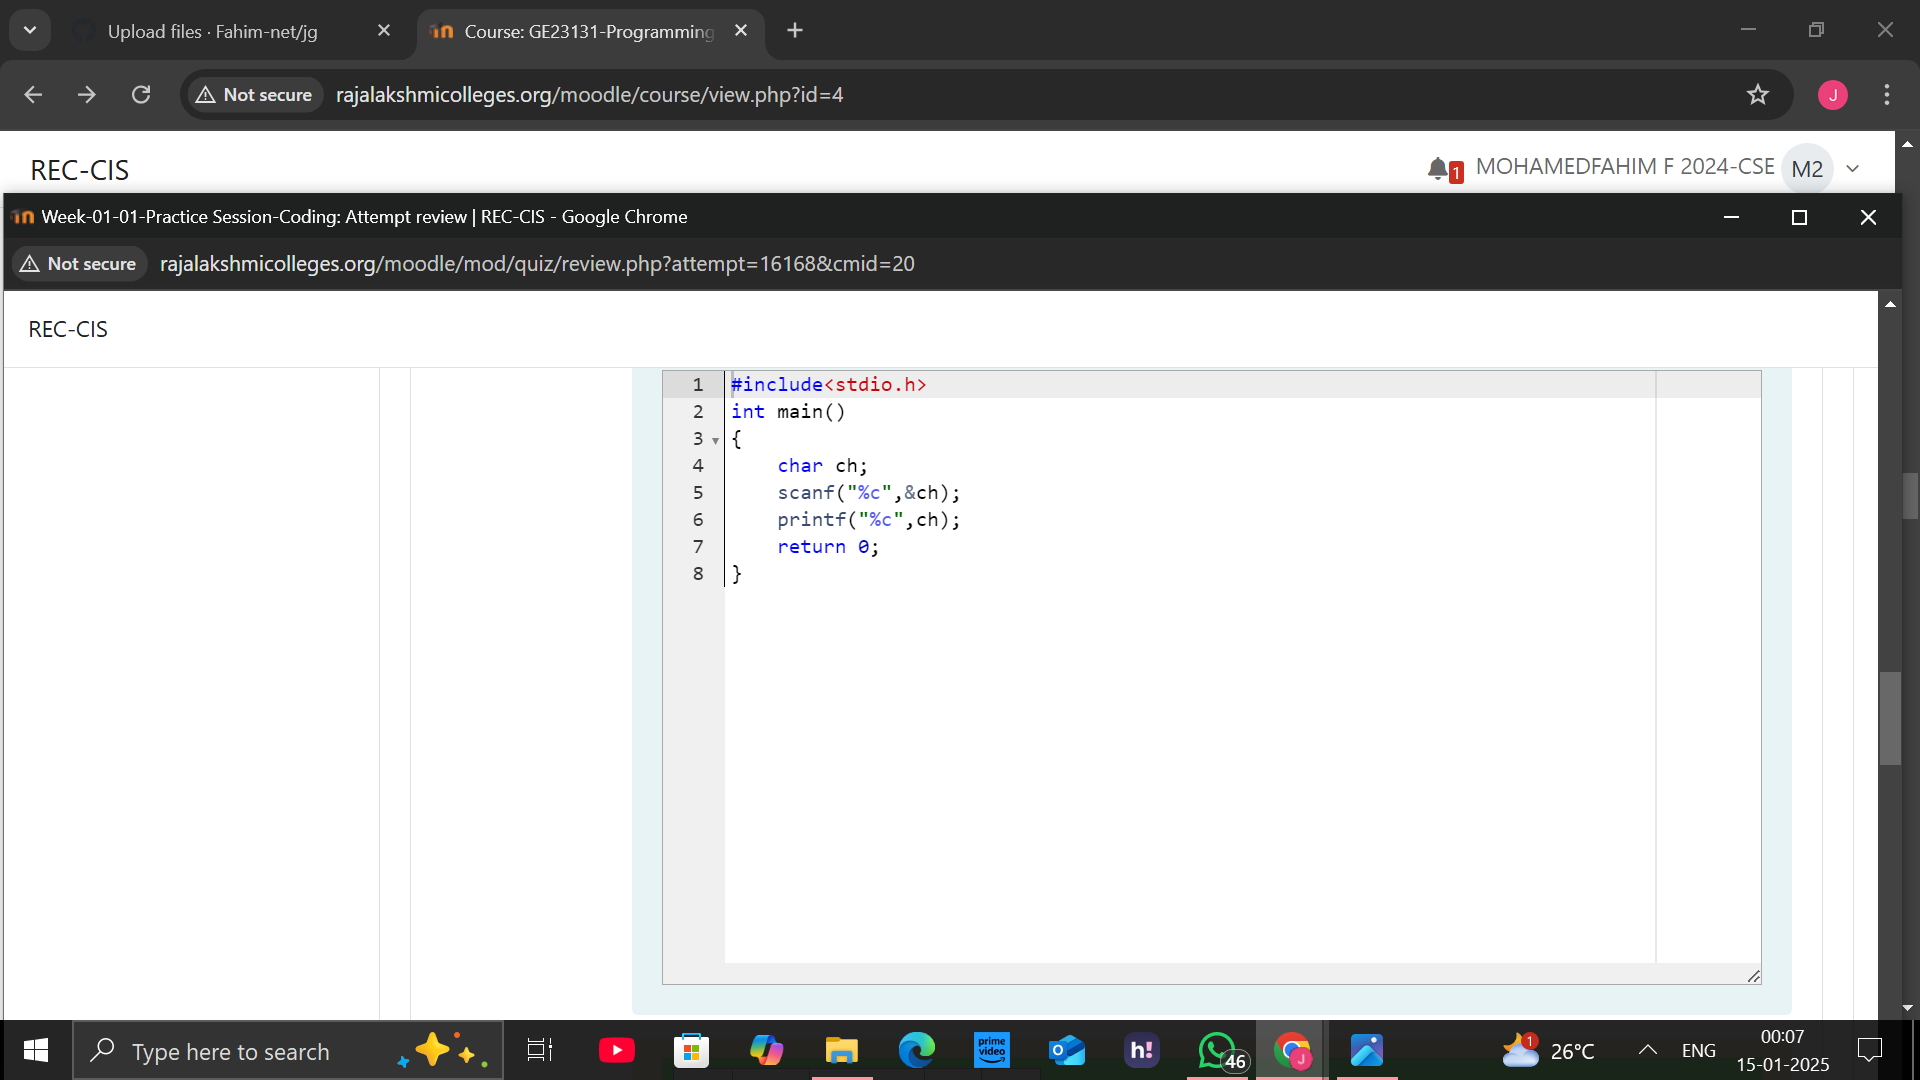 Upload files · Fahim-net/jg
Course: GE23131-Programming
Not secure
rajalakshmicolleges.org/moodle/course/view.php?id=4
J
REC-CIS
1
MOHAMEDFAHIM F 2024-CSE
M2
Week-01-01-Practice Session-Coding: Attempt review | REC-CIS - Google Chrome
Not secure
rajalakshmicolleges.org/moodle/mod/quiz/review.php?attempt=16168&cmid=20
REC-CIS
1 #include<stdio.h>
2 int main()
3 {
4 char ch;
5 scanf("%c",&ch);
6 printf("%c",ch);
7 return 0;
8 }
Type here to search
prime video
h!
46
J
1
26°C
ENG
00:07
15-01-2025